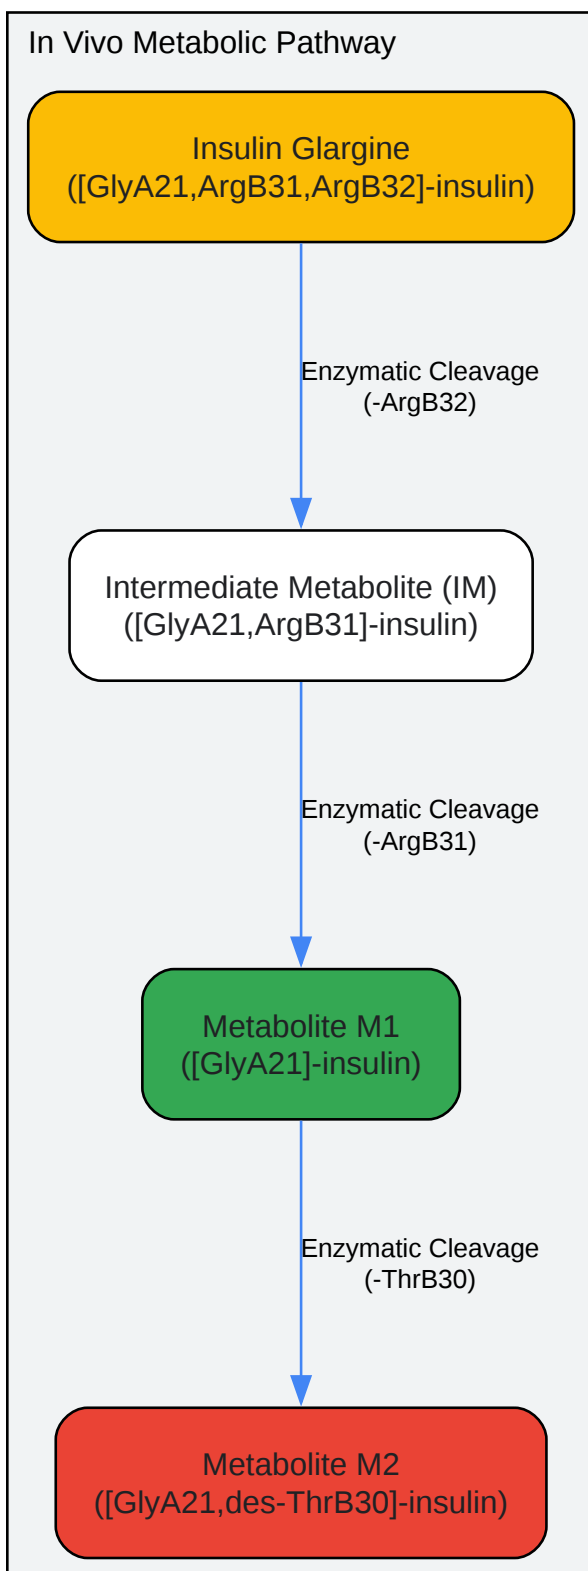 In Vivo Metabolic Pathway
Insulin Glargine
([GlyA21,ArgB31,ArgB32]-insulin)
Enzymatic Cleavage
(-ArgB32)
Intermediate Metabolite (IM)
([GlyA21,ArgB31]-insulin)
Enzymatic Cleavage
(-ArgB31)
Metabolite M1
([GlyA21]-insulin)
Enzymatic Cleavage
(-ThrB30)
Metabolite M2
([GlyA21,des-ThrB30]-insulin)